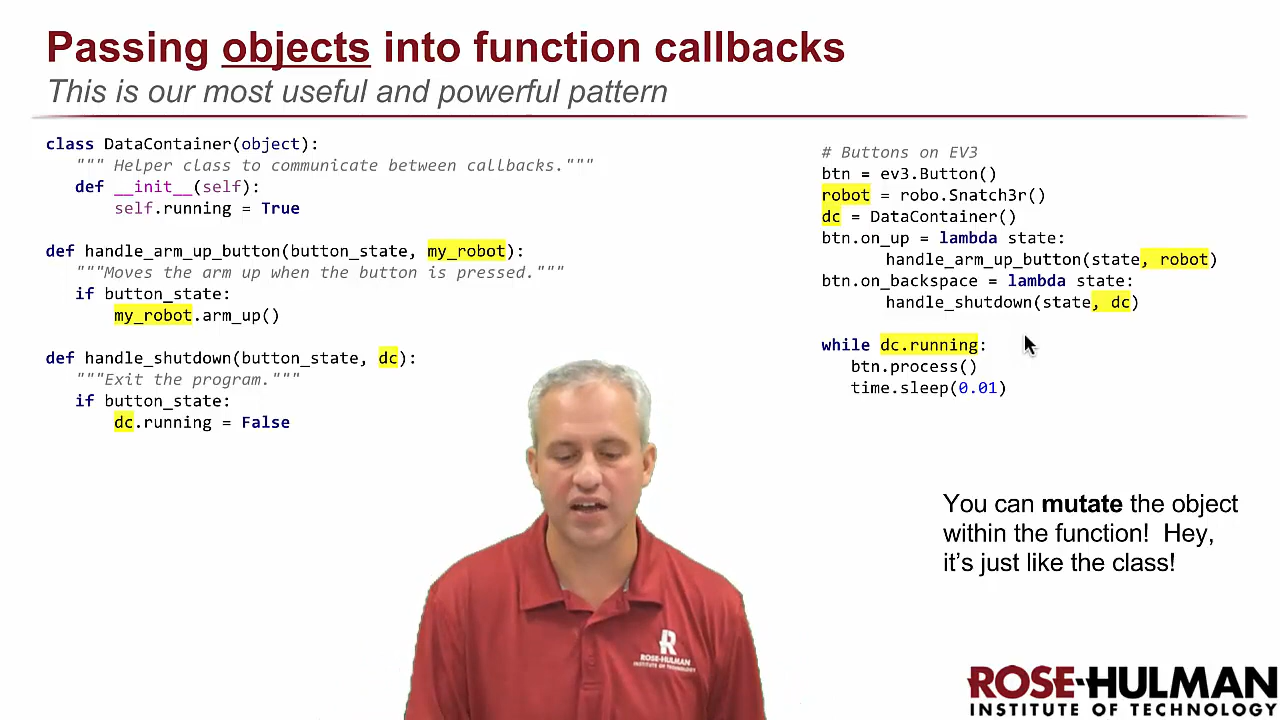 Passing objects into function callbacks
This is our most useful and powerful pattern
class DataContainer(object):
""" Helper class to communicate between callbacks."""
def __init__(self):
self.running = True
def handle_arm_up_button(button_state, my_robot):
"""Moves the arm up when the button is pressed."""
if button_state:
my_robot.arm_up()
def handle_shutdown(button_state, dc):
"""Exit the program."""
if button_state:
dc.running = False
# Buttons on EV3
btn = ev3.Button()
robot = robo.Snatch3r()
dc = DataContainer()
btn.on_up = lambda state:
handle_arm_up_button(state, robot)
btn.on_backspace = lambda state:
handle_shutdown(state, dc)
while dc.running:
btn.process()
time.sleep(0.01)
You can mutate the object
within the function! Hey,
it's just like the class!
R
ROSE-HULMAN
INSTITUTE OF TECHNOLOGY
ROSE-HULMAN
INSTITUTE OF TECHNOLOGY